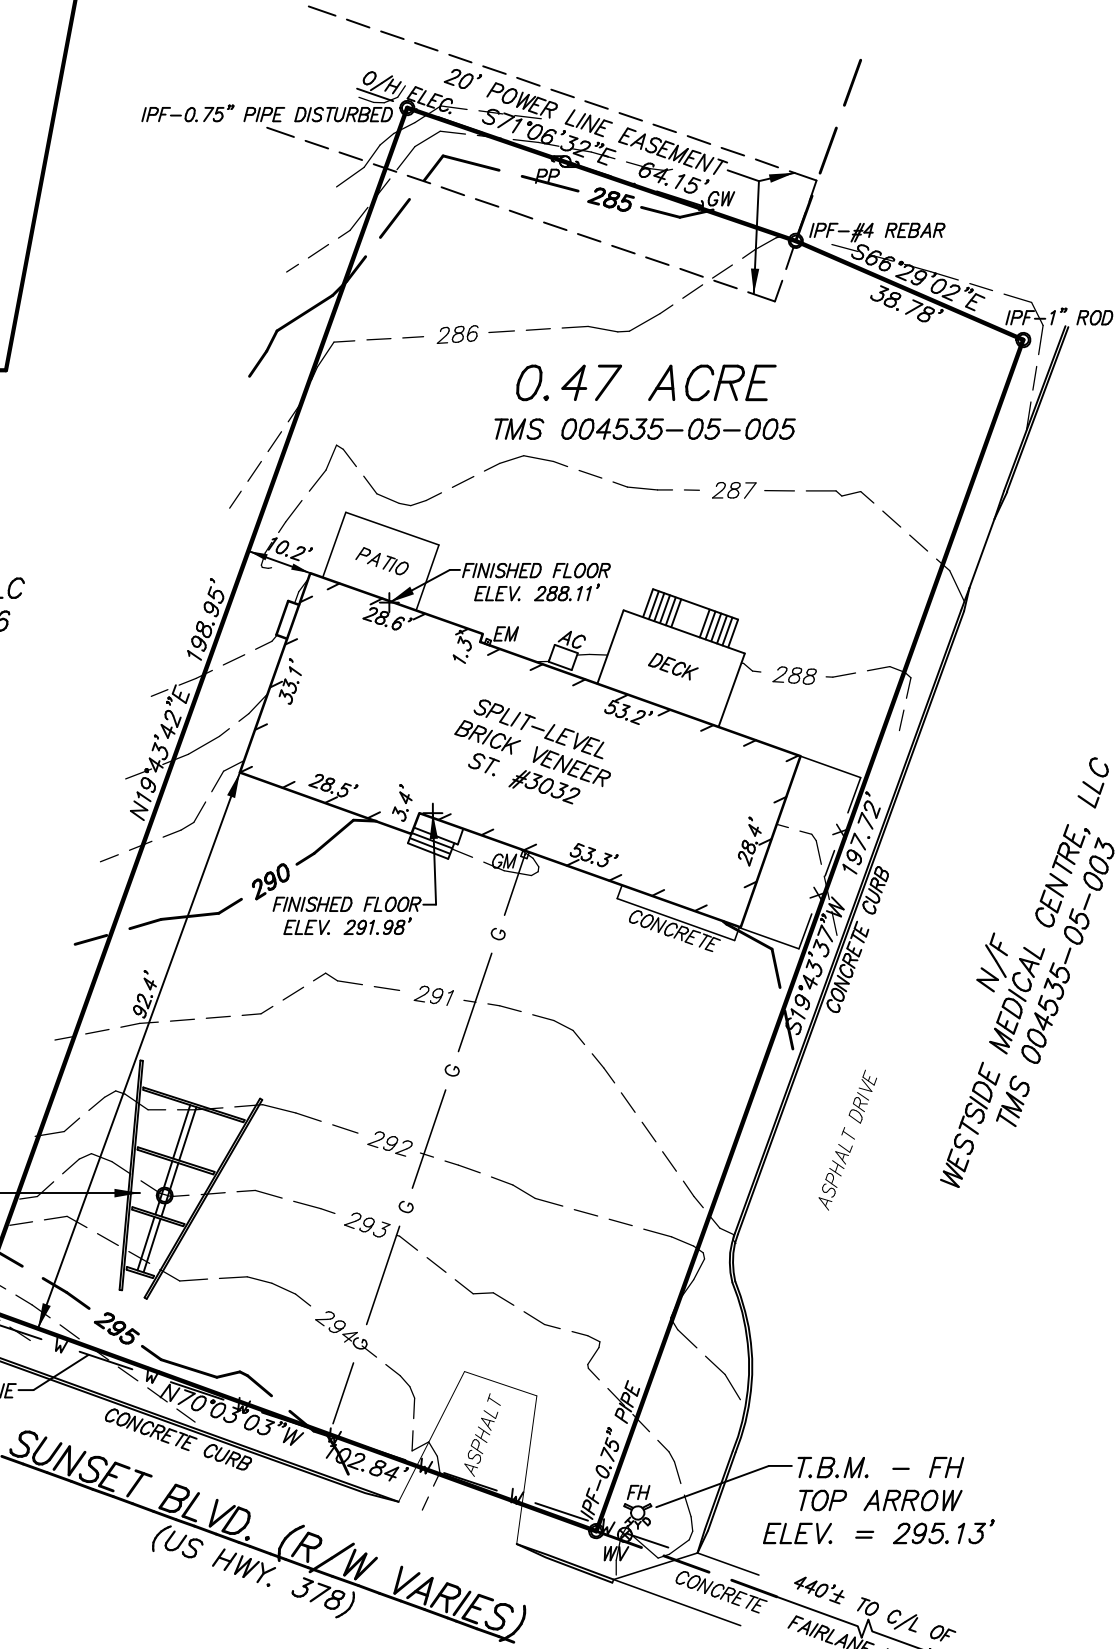 O/H ELEC.
20' POWER LINE EASEMENT
IPF-0.75" PIPE DISTURBED
S71°06'32"E
64.15'
PP
285
GW
IPF-#4 REBAR
S66°29'02"E
38.78'
IPF-1" ROD
286
0.47 ACRE
TMS 004535-05-005
287
10.2'
PATIO
FINISHED FLOOR
ELEV. 288.11'
LC
6
198.95'
N19°43'42"E
28.6'
1.3'
EM
AC
DECK
288
33.1'
53.2'
SPLIT-LEVEL
BRICK VENEER
ST. #3032
28.5'
3.4'
GM
53.3'
28.4'
X
X
197.72'
S19°43'37"W
CONCRETE CURB
290
FINISHED FLOOR
ELEV. 291.98'
CONCRETE
N/F
WESTSIDE MEDICAL CENTRE, LLC
TMS 004535-05-003
G
92.4'
291
G
ASPHALT DRIVE
292
G
293
294
G
295
W
W
W
W
W
W
NE
N70°03'03"W
102.84'
CONCRETE CURB
ASPHALT
IPF-0.75" PIPE
FH
WV
T.B.M. - FH
TOP ARROW
ELEV. = 295.13'
SUNSET BLVD. (R/W VARIES)
(US HWY. 378)
CONCRETE
440'± TO C/L OF
FAIRLANE